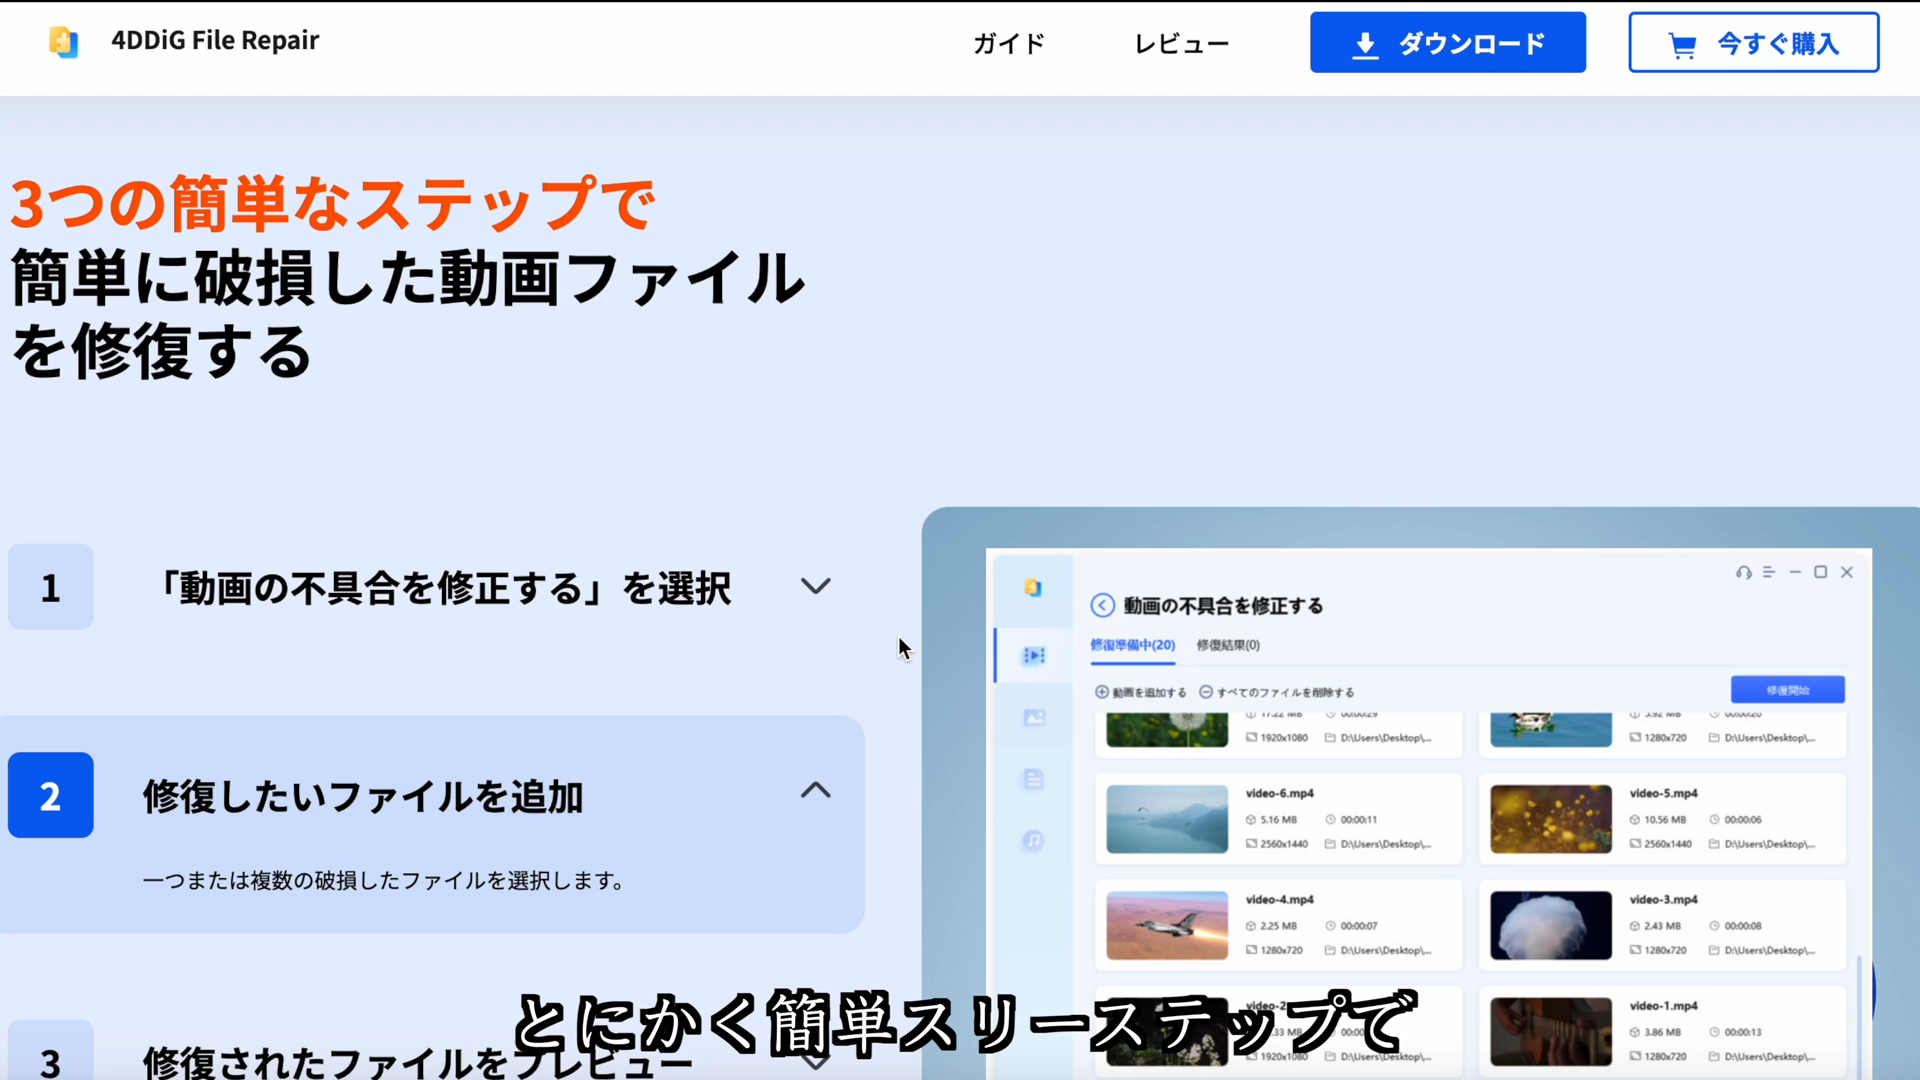 4DDiG File Repair
ガイド
レビュー
ダウンロード
今すぐ購入
3つの簡単なステップで
簡単に破損した動画ファイル
を修復する
1
「動画の不具合を修正する」を選択
2
修復したいファイルを追加
一つまたは複数の破損したファイルを選択します。
3
修復されたファイルをプレビュー
動画の不具合を修正する
修復準備中(20)
修復結果(0)
動画を追加する
すべてのファイルを削除する
修復開始
17.22 MB 00:00:29
1920x1080 D:\Users\Desktop\...
3.92 MB 00:00:20
1280x720 D:\Users\Desktop\...
video-6.mp4
5.16 MB 00:00:11
2560x1440 D:\Users\Desktop\...
video-5.mp4
10.56 MB 00:00:06
2560x1440 D:\Users\Desktop\...
video-4.mp4
2.25 MB 00:00:07
1280x720 D:\Users\Desktop\...
video-3.mp4
2.43 MB 00:00:08
1280x720 D:\Users\Desktop\...
1920x1080 D:\Users\Desktop\...
video-1.mp4
3.86 MB 00:00:13
1280x720 D:\Users\Desktop\...
とにかく簡単スリーステップで